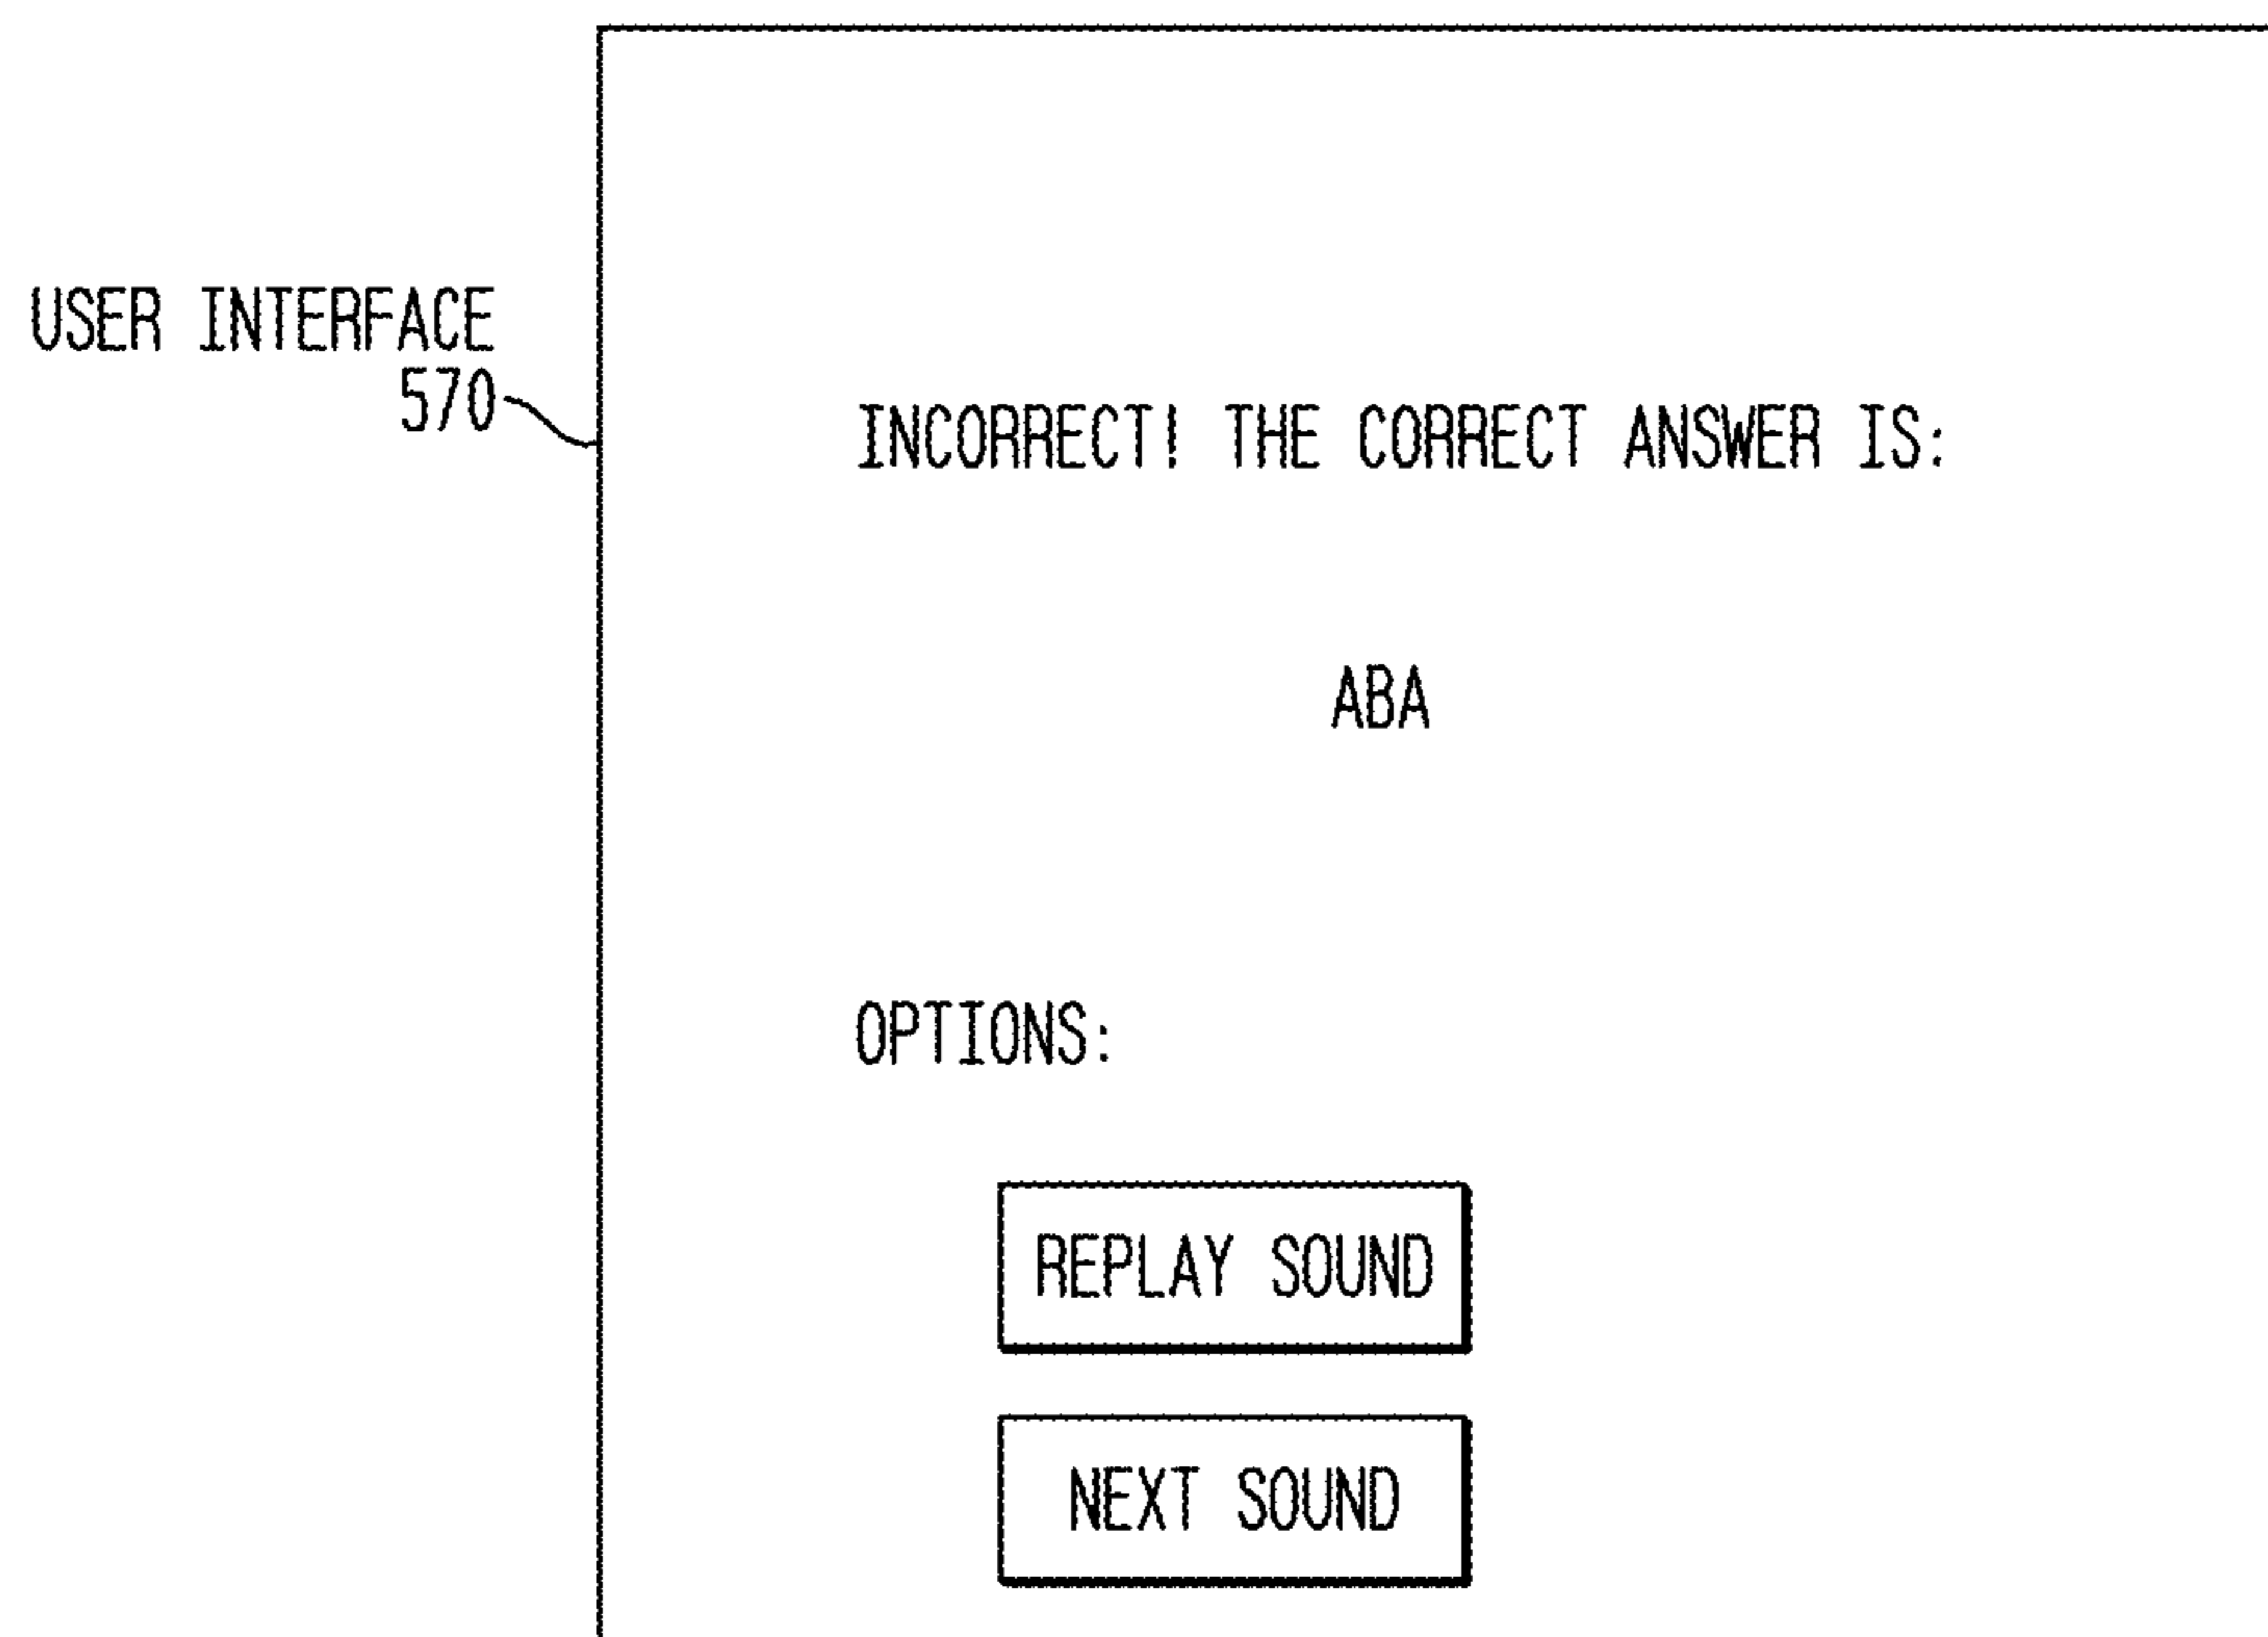 USER INTERFACE
570
INCORRECT! THE CORRECT ANSWER IS:
ABA
OPTIONS:
REPLAY SOUND
NEXT SOUND